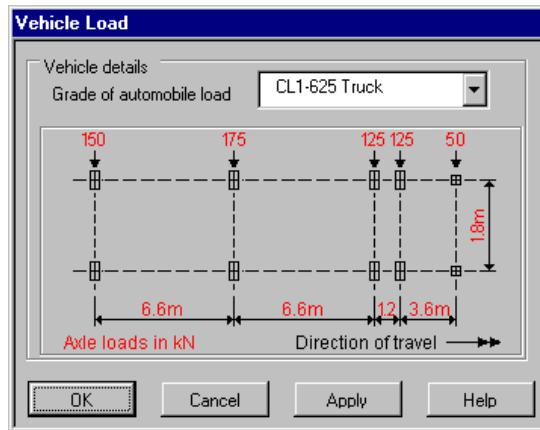 Vehicle Load
Vehicle details
Grade of automobile load
CL1-625 Truck
150 175 125 125 50
1.8m
6.6m 6.6m 1.2 3.6m
Axle loads in kN
Direction of travel
OK Cancel Apply Help